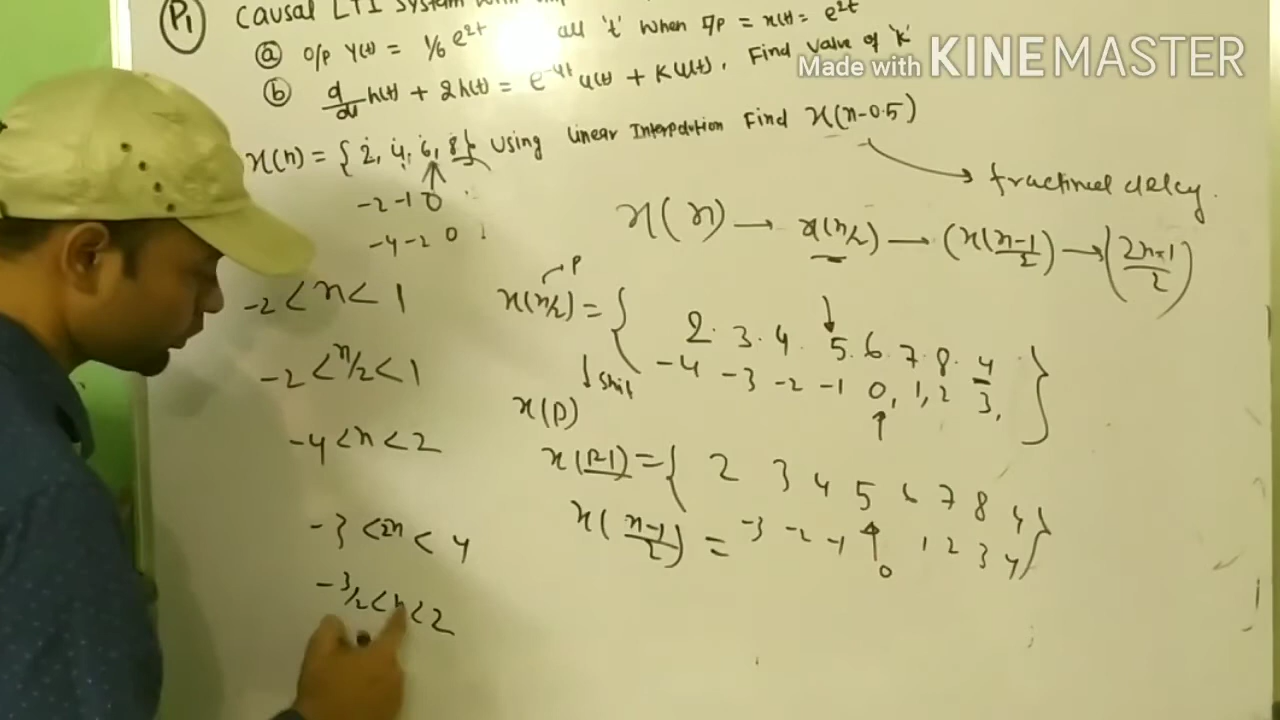 P1 Causal LTI System
(a) O/P y(t) = 1/6 e^2t all 't' when I/P = x(t) = e^2t
(b) d/dt h(t) + 2h(t) = e^-4t u(t) + K u(t), Find Value of 'K'
Made with KINEMASTER
x(n) = { 2, 4, 6, 8 } Using Linear Interpolation Find x(n-0.5)
↑
-2 -1 0
-4 -2 0 1
→ fractional delay.
x(n) → x(n/2) → (x(n-1/2) → (2n-1/2)
-2 < n < 1
-2 < n/2 < 1
-4 < n < 2
-3 < 2n < 4
-3/2 < n < 2
P
x(n/2) = { 2. 3. 4 5. 6. 7. 8. 4
-4 -3 -2 -1 0, 1, 2 3, }
↓ shift
x(P)
x(P-1) = { 2 3 4 5 6 7 8 4
x(n-1/2) = -3 -2 -1 0 1 2 3 4 }